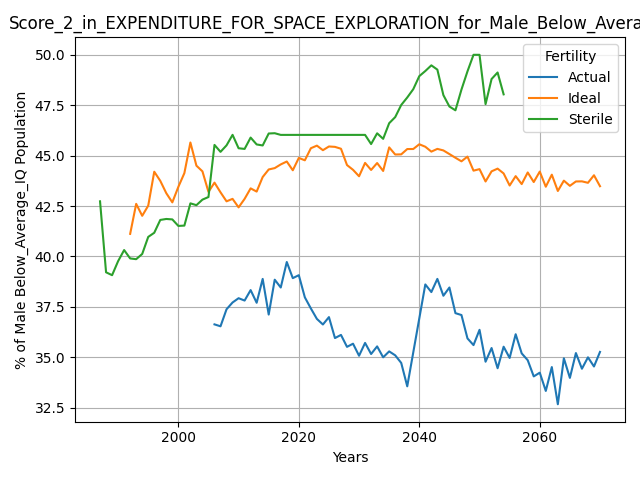 Score_2_in_EXPENDITURE_FOR_SPACE_EXPLORATION_for_Male_Below_Avera
50.0
47.5
45.0
42.5
40.0
37.5
35.0
32.5
% of Male Below_Average_IQ Population
Fertility
Actual
Ideal
Sterile
2000
2020
2040
2060
Years